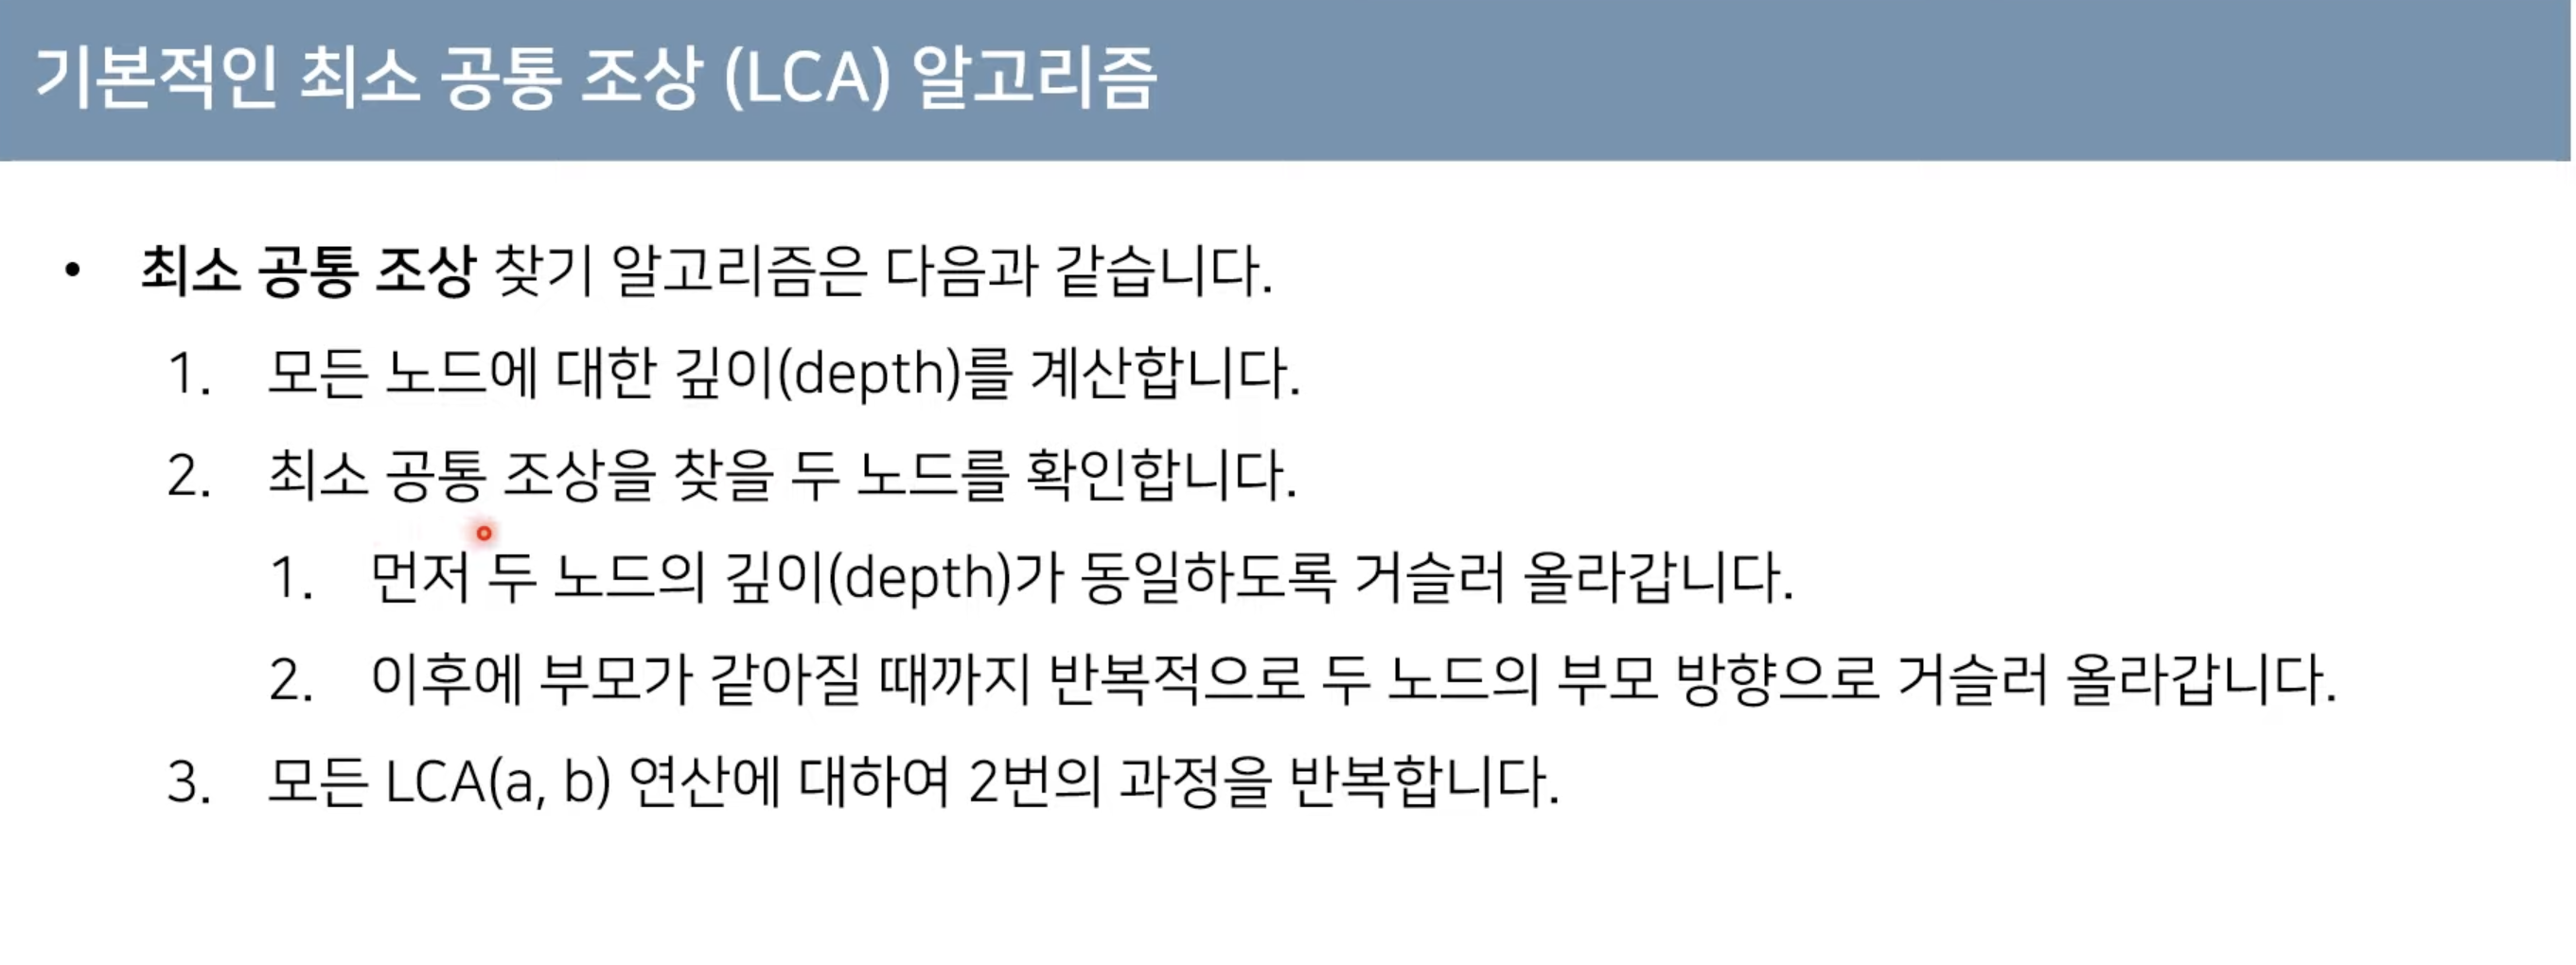 기본적인 최소 공통 조상 (LCA) 알고리즘
• 최소 공통 조상 찾기 알고리즘은 다음과 같습니다.
1. 모든 노드에 대한 깊이(depth)를 계산합니다.
2. 최소 공통 조상을 찾을 두 노드를 확인합니다.
1. 먼저 두 노드의 깊이(depth)가 동일하도록 거슬러 올라갑니다.
2. 이후에 부모가 같아질 때까지 반복적으로 두 노드의 부모 방향으로 거슬러 올라갑니다.
3. 모든 LCA(a, b) 연산에 대하여 2번의 과정을 반복합니다.